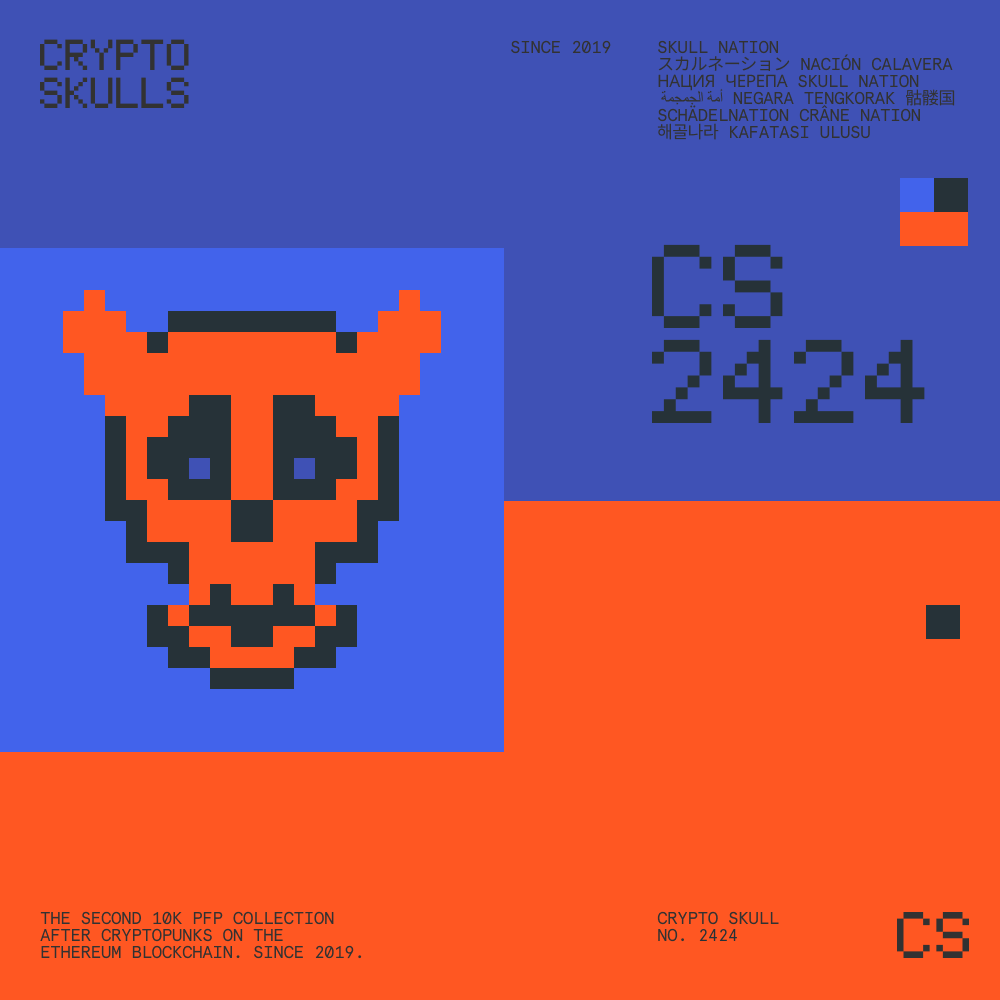 CRYPTO
SKULLS
SINCE 2019
SKULL NATION
スカルネーション NACIÓN CALAVERA
НАЦИЯ ЧЕРЕПА SKULL NATION
أمة الجمجمة NEGARA TENGKORAK 骷髅国
SCHÄDELNATION CRÂNE NATION
해골나라 KAFATASI ULUSU
CS
2424
THE SECOND 10K PFP COLLECTION
AFTER CRYPTOPUNKS ON THE
ETHEREUM BLOCKCHAIN. SINCE 2019.
CRYPTO SKULL
NO. 2424
CS